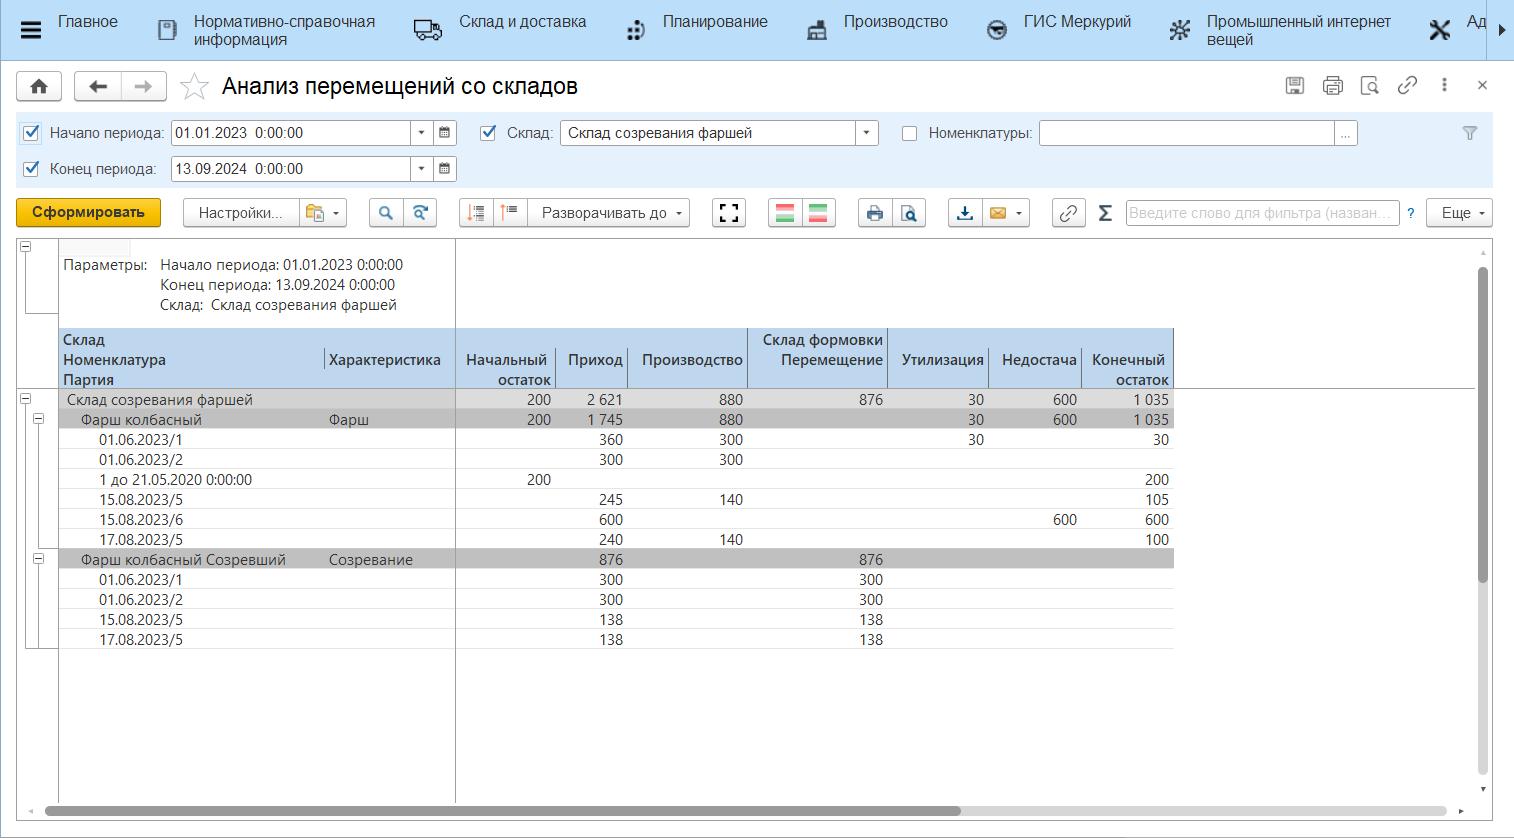 Главное
Нормативно-справочная информация
Склад и доставка
Планирование
Производство
ГИС Меркурий
Промышленный интернет вещей
Ад
Анализ перемещений со складов
Начало периода: 01.01.2023 0:00:00 Склад: Склад созревания фаршей Номенклатуры: ...
Конец периода: 13.09.2024 0:00:00
Сформировать Настройки... Разворачивать до Σ Введите слово для фильтра (назван... ? Еще
Параметры: Начало периода: 01.01.2023 0:00:00
Конец периода: 13.09.2024 0:00:00
Склад: Склад созревания фаршей
Склад Склад формовки
Номенклатура Характеристика Начальный Приход Производство Перемещение Утилизация Недостача Конечный
Партия остаток остаток
Склад созревания фаршей 200 2 621 880 876 30 600 1 035
Фарш колбасный Фарш 200 1 745 880 30 600 1 035
01.06.2023/1 360 300 30 30
01.06.2023/2 300 300
1 до 21.05.2020 0:00:00 200 200
15.08.2023/5 245 140 105
15.08.2023/6 600 600 600
17.08.2023/5 240 140 100
Фарш колбасный Созревший Созревание 876 876
01.06.2023/1 300 300
01.06.2023/2 300 300
15.08.2023/5 138 138
17.08.2023/5 138 138